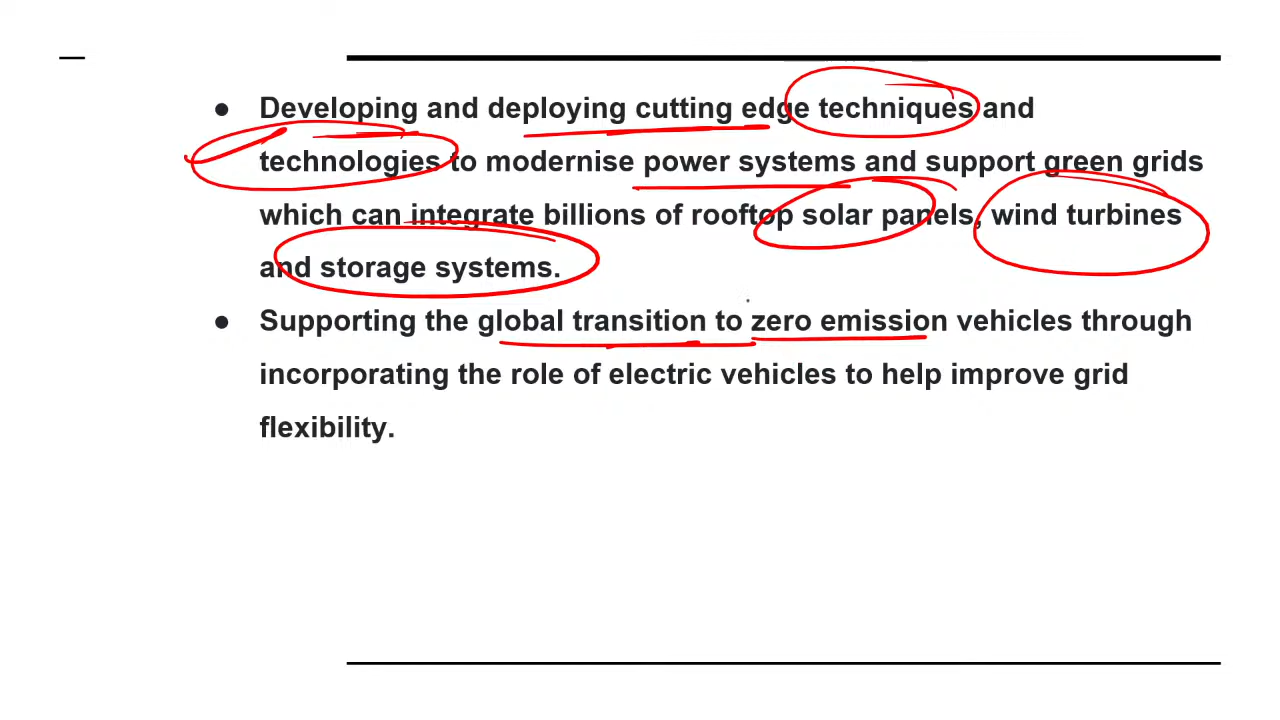 ● Developing and deploying cutting edge techniques and
technologies to modernise power systems and support green grids
which can integrate billions of rooftop solar panels, wind turbines
and storage systems.
● Supporting the global transition to zero emission vehicles through
incorporating the role of electric vehicles to help improve grid
flexibility.